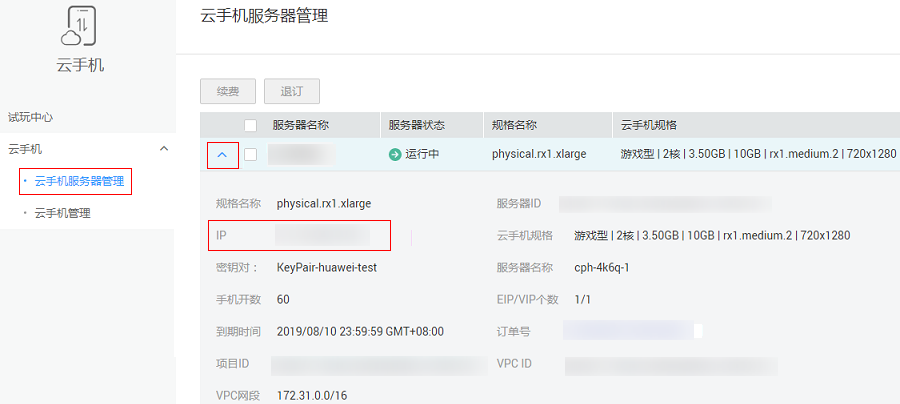 云手机服务器管理
云手机
续费 退订
试玩中心
云手机
云手机服务器管理
云手机管理
服务器名称 服务器状态 规格名称 云手机规格
运行中 physical.rx1.xlarge 游戏型 | 2核 | 3.50GB | 10GB | rx1.medium.2 | 720x1280
规格名称 physical.rx1.xlarge 服务器ID
IP 云手机规格 游戏型 | 2核 | 3.50GB | 10GB | rx1.medium.2 | 720x1280
密钥对： KeyPair-huawei-test 服务器名称 cph-4k6q-1
手机开数 60 EIP/VIP个数 1/1
到期时间 2019/08/10 23:59:59 GMT+08:00 订单号
项目ID VPC ID
VPC网段 172.31.0.0/16